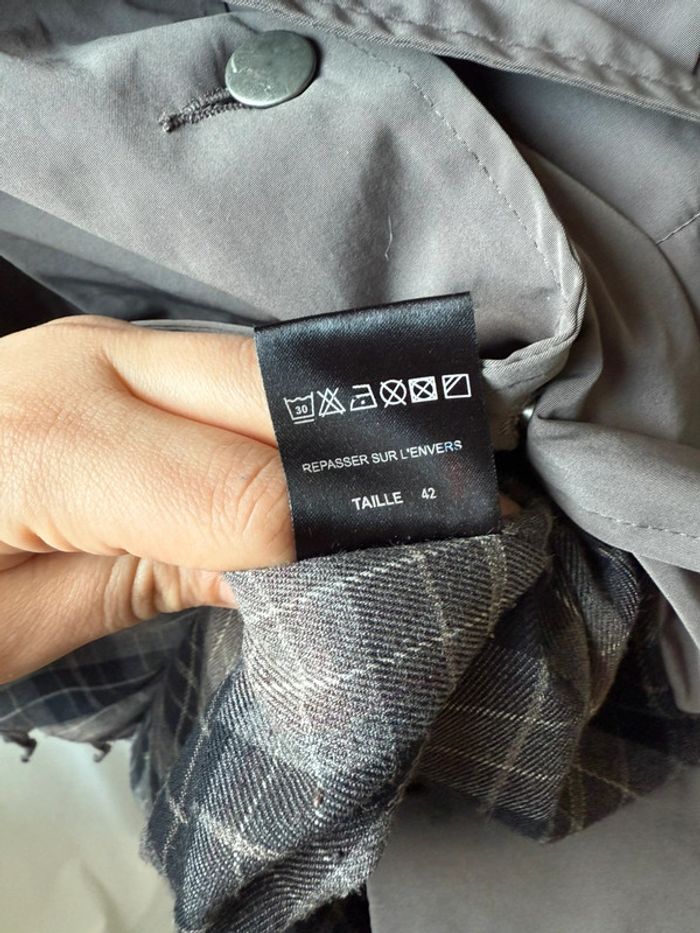 30
REPASSER SUR L'ENVERS
TAILLE 42